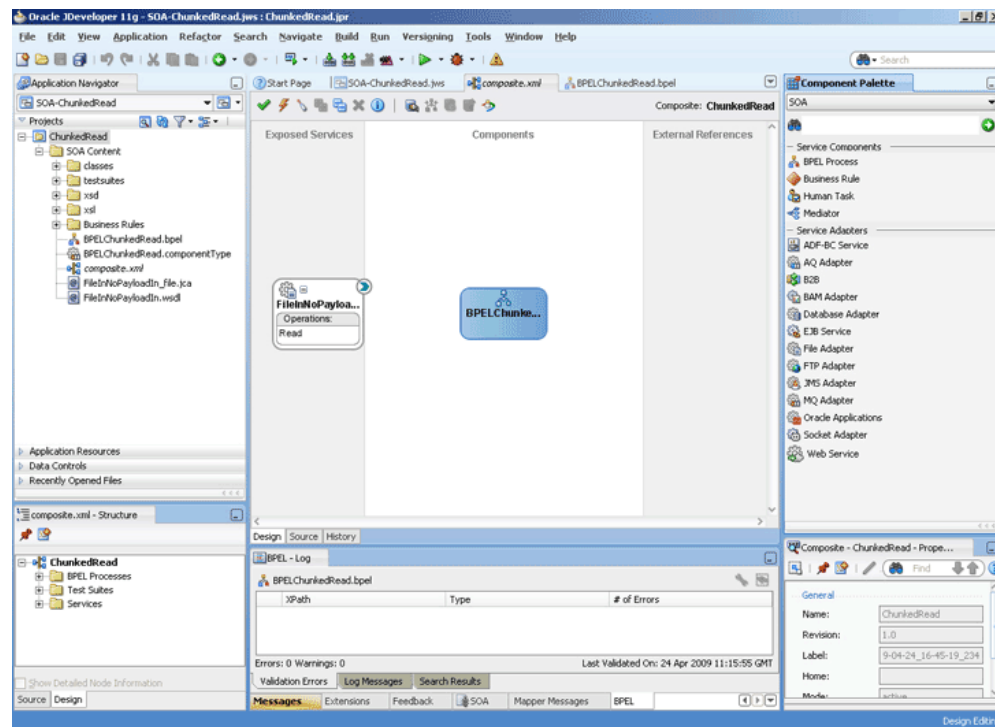 Oracle JDeveloper 11g - SOA-ChunkedRead.jws : ChunkedRead.jpr
File Edit View Application Refactor Search Navigate Build Run Versioning Tools Window Help
Search
Application Navigator
SOA-ChunkedRead
Projects
ChunkedRead
SOA Content
classes
testsuites
xsd
xsl
Business Rules
BPELChunkedRead.bpel
BPELChunkedRead.componentType
composite.xml
FileInNoPayloadIn_file.jca
FileInNoPayloadIn.wsdl
Application Resources
Data Controls
Recently Opened Files
composite.xml - Structure
ChunkedRead
BPEL Processes
Test Suites
Services
Show Detailed Node Information
Source Design
Start Page SOA-ChunkedRead.jws composite.xml BPELChunkedRead.bpel
Composite: ChunkedRead
Exposed Services Components External References
FileInNoPayloa...
Operations:
Read
BPELChunke...
Design Source History
BPEL - Log
BPELChunkedRead.bpel
XPath Type # of Errors
Errors: 0 Warnings: 0 Last Validated On: 24 Apr 2009 11:15:55 GMT
Validation Errors Log Messages Search Results
Messages Extensions Feedback SOA Mapper Messages BPEL
Component Palette
SOA
Service Components
BPEL Process
Business Rule
Human Task
Mediator
Service Adapters
ADF-BC Service
AQ Adapter
B2B
BAM Adapter
Database Adapter
EJB Service
File Adapter
FTP Adapter
JMS Adapter
MQ Adapter
Oracle Applications
Socket Adapter
Web Service
Composite - ChunkedRead - Prope...
Find
General
Name: ChunkedRead
Revision: 1.0
Label: 9-04-24_16-45-19_234
Home:
Mode: active
Design Editin